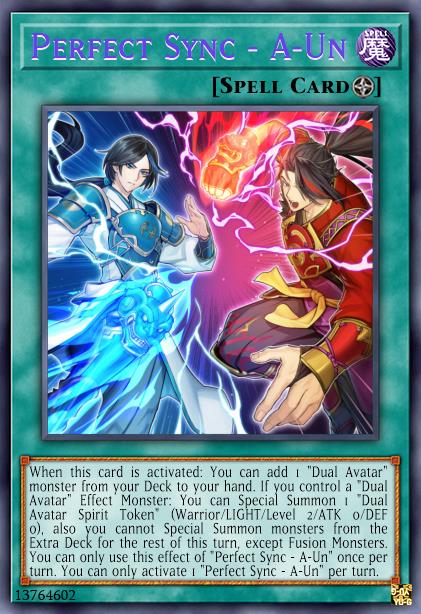 Perfect Sync - A-Un
SPELL
魔
[Spell Card]
When this card is activated: You can add 1 "Dual Avatar"
monster from your Deck to your hand. If you control a "Dual
Avatar" Effect Monster: You can Special Summon 1 "Dual
Avatar Spirit Token" (Warrior/LIGHT/Level 2/ATK 0/DEF
0), also you cannot Special Summon monsters from the
Extra Deck for the rest of this turn, except Fusion Monsters.
You can only use this effect of "Perfect Sync - A-Un" once per
turn. You can only activate 1 "Perfect Sync - A-Un" per turn.
13764602